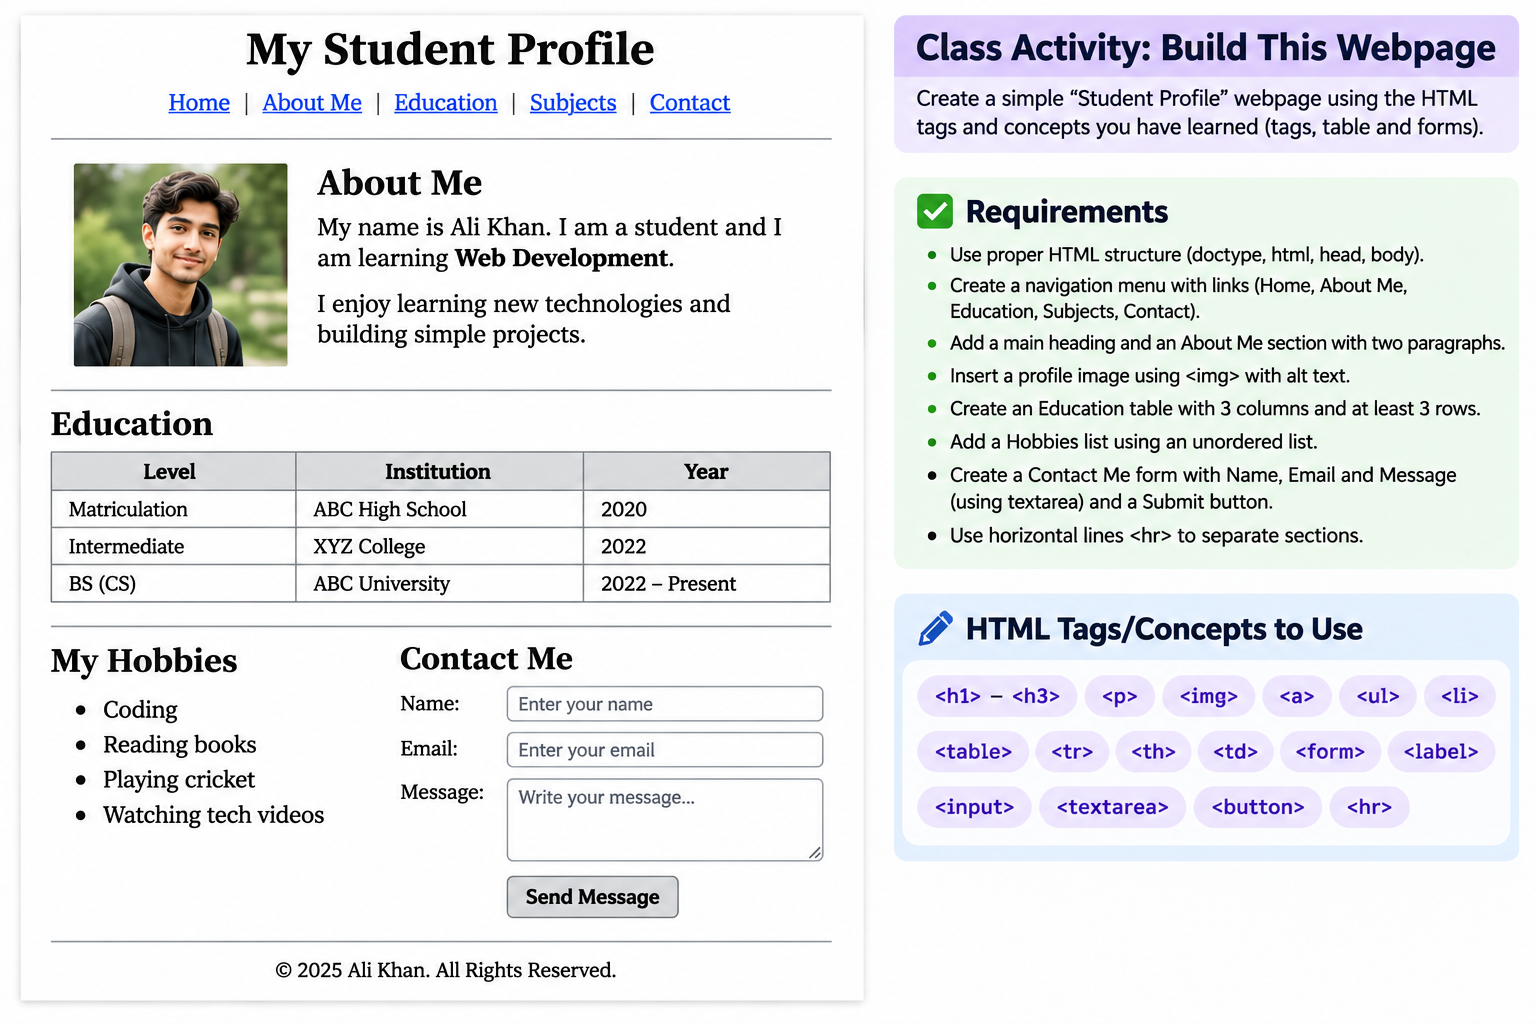 My Student Profile
Home | About Me | Education | Subjects | Contact
About Me
My name is Ali Khan. I am a student and I
am learning Web Development.
I enjoy learning new technologies and
building simple projects.
Education
Level Institution Year
Matriculation ABC High School 2020
Intermediate XYZ College 2022
BS (CS) ABC University 2022 – Present
My Hobbies
• Coding
• Reading books
• Playing cricket
• Watching tech videos
Contact Me
Name: Enter your name
Email: Enter your email
Message: Write your message...
Send Message
© 2025 Ali Khan. All Rights Reserved.
Class Activity: Build This Webpage
Create a simple “Student Profile” webpage using the HTML
tags and concepts you have learned (tags, table and forms).
Requirements
• Use proper HTML structure (doctype, html, head, body).
• Create a navigation menu with links (Home, About Me,
Education, Subjects, Contact).
• Add a main heading and an About Me section with two paragraphs.
• Insert a profile image using <img> with alt text.
• Create an Education table with 3 columns and at least 3 rows.
• Add a Hobbies list using an unordered list.
• Create a Contact Me form with Name, Email and Message
(using textarea) and a Submit button.
• Use horizontal lines <hr> to separate sections.
HTML Tags/Concepts to Use
<h1> – <h3> <p> <img> <a> <ul> <li>
<table> <tr> <th> <td> <form> <label>
<input> <textarea> <button> <hr>